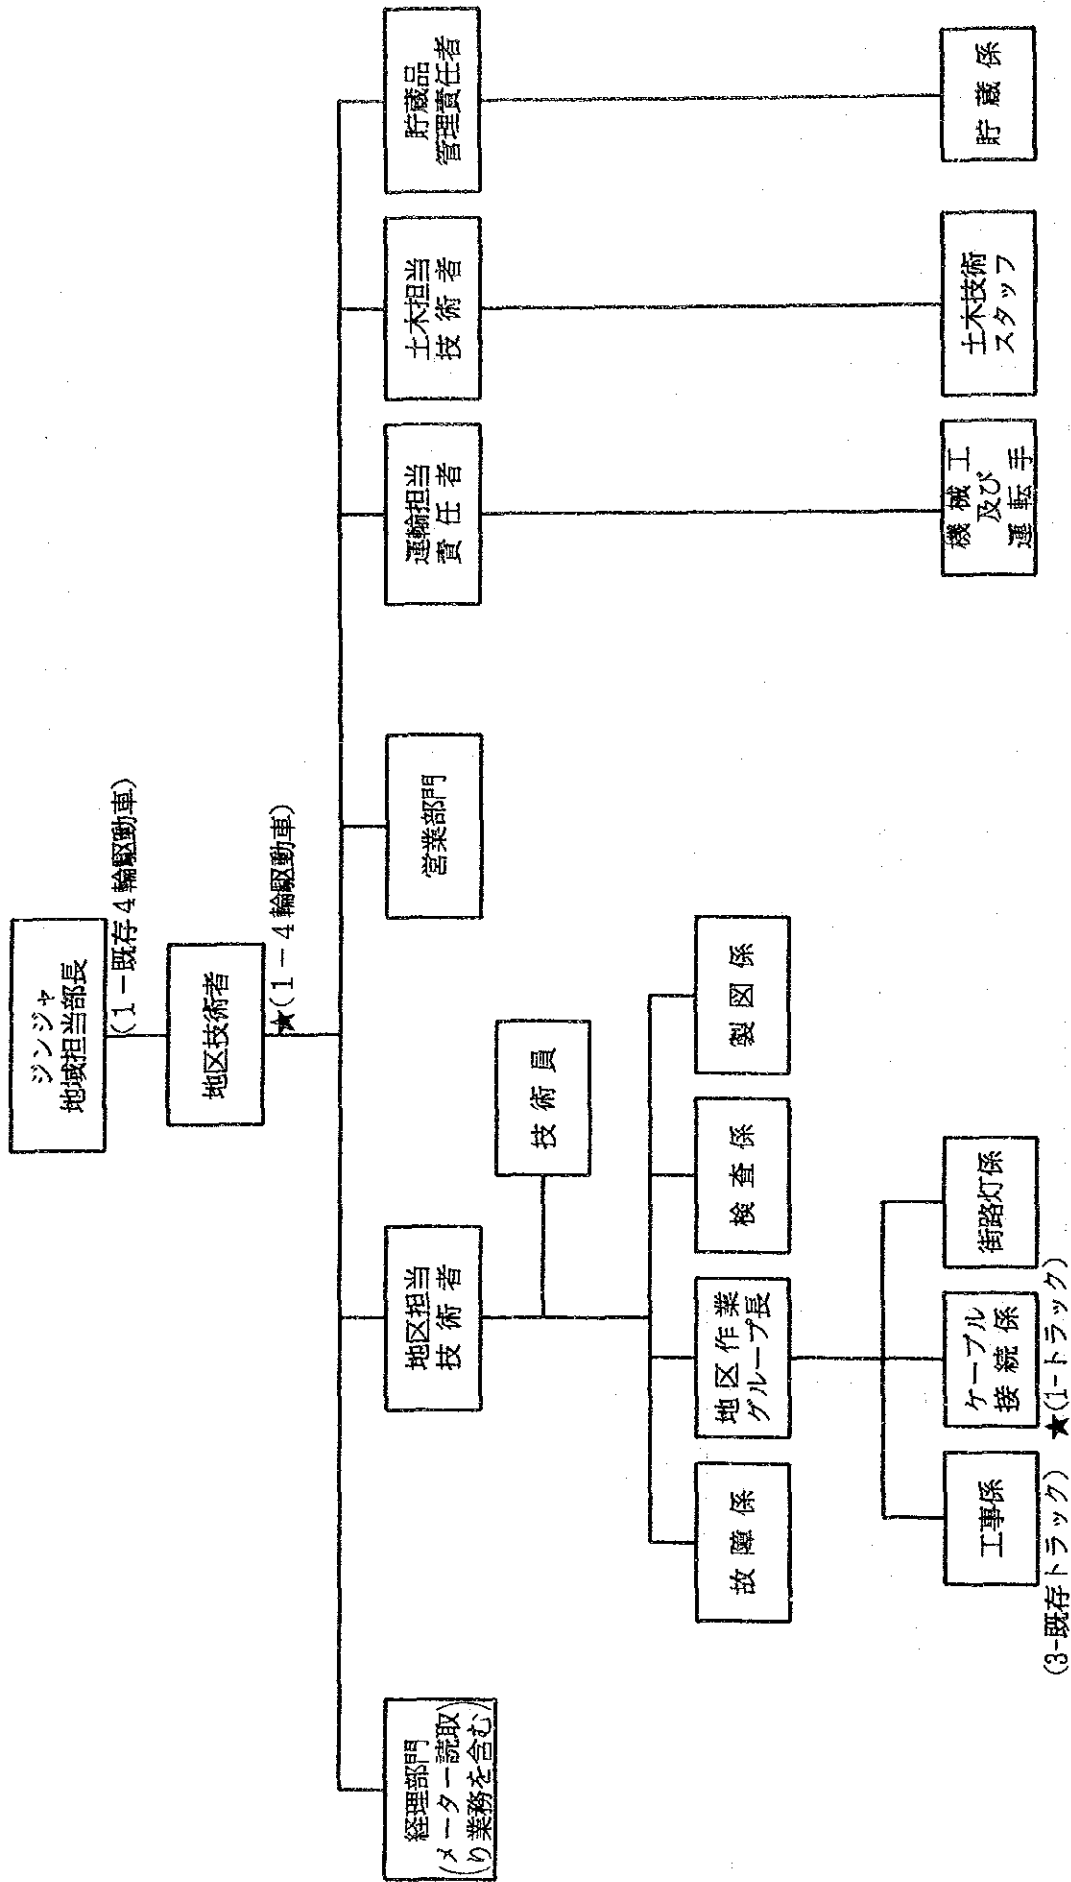 ジンジャ
地域担当部長
(1－既存4輪駆動車)
地区技術者
★(1－4輪駆動車)
経理部門
(メーター読取
り業務を含む)
地区担当
技術者
営業部門
運輸担当
責任者
土木担当
技術者
貯蔵品
管理責任者
技術員
故障係
地区作業
グループ長
検査係
製図係
工事係
(3-既存トラック)
ケーブル
接続係
★(1-トラック)
街路灯係
機械工
及び
運転手
土木技術
スタッフ
貯蔵係